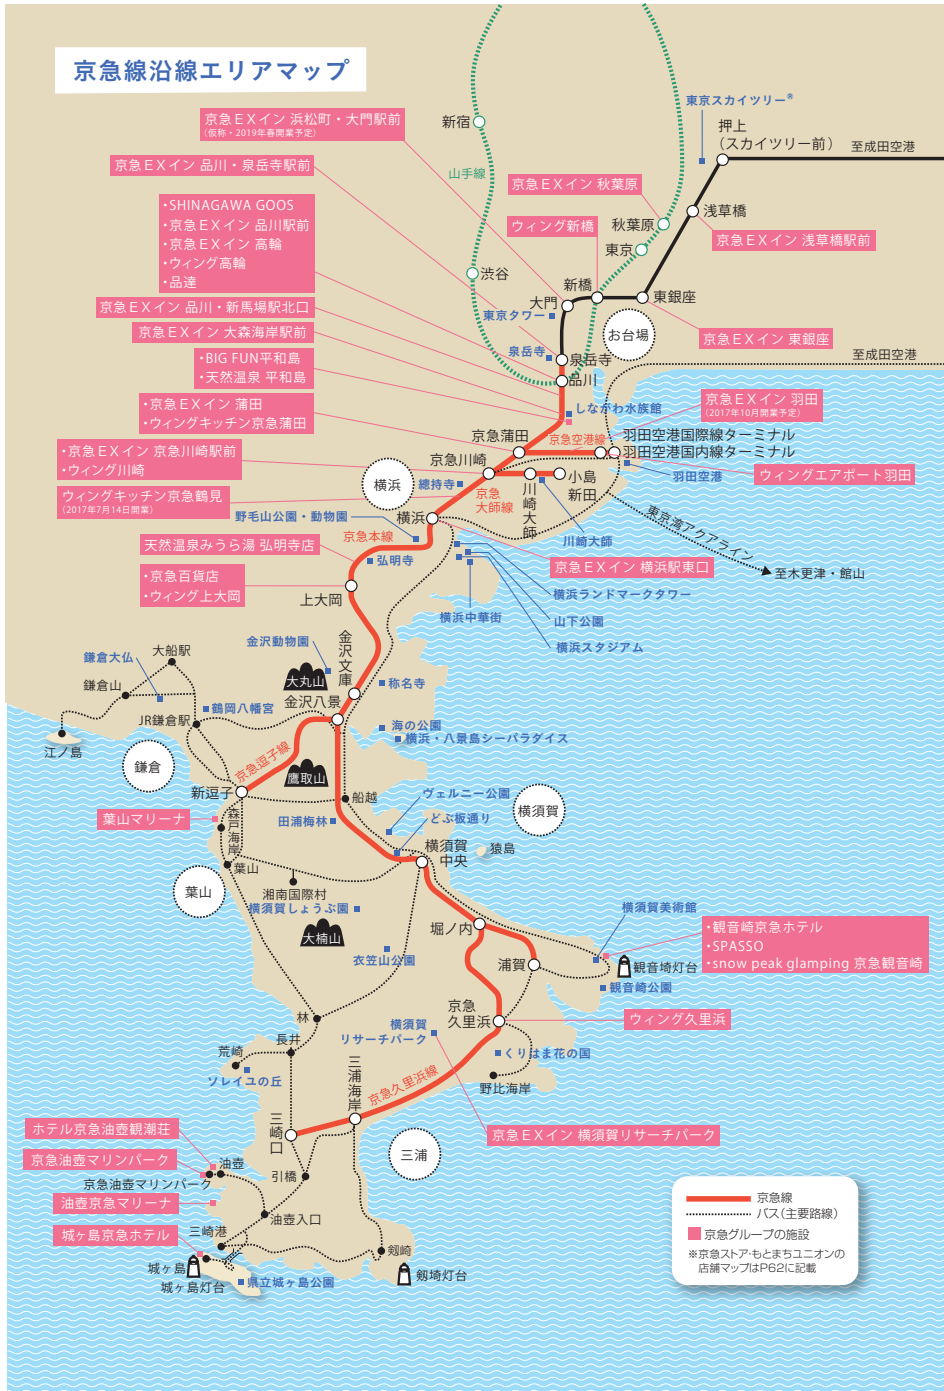 京急線沿線エリアマップ
京急EXイン 浜松町・大門駅前
(仮称・2019年春開業予定)
新宿
東京スカイツリー®
押上
(スカイツリー前)
至成田空港
京急EXイン 品川・泉岳寺駅前
山手線
京急EXイン 秋葉原
・SHINAGAWA GOOS
・京急EXイン 品川駅前
・京急EXイン 高輪
・ウィング高輪
・品達
ウィング新橋
秋葉原
浅草橋
京急EXイン 浅草橋駅前
東京
渋谷
新橋
東銀座
大門
京急EXイン 品川・新馬場駅北口
東京タワー
お台場
京急EXイン 東銀座
京急EXイン 大森海岸駅前
泉岳寺
泉岳寺
至成田空港
・BIG FUN平和島
・天然温泉 平和島
品川
・京急EXイン 蒲田
・ウィングキッチン京急蒲田
しながわ水族館
京急EXイン 羽田
(2017年10月開業予定)
京急蒲田
京急空港線
羽田空港国際線ターミナル
羽田空港国内線ターミナル
・京急EXイン 京急川崎駅前
・ウィング川崎
京急川崎
羽田空港
ウィングエアポート羽田
横浜
總持寺
京急
大師線
川崎大師
小島
新田
ウィングキッチン京急鶴見
(2017年7月14日開業)
野毛山公園・動物園
横浜
京急本線
川崎大師
東京湾アクアライン
至木更津・館山
天然温泉みうら湯 弘明寺店
弘明寺
京急EXイン 横浜駅東口
・京急百貨店
・ウィング上大岡
上大岡
横浜ランドマークタワー
横浜中華街
山下公園
横浜スタジアム
金沢動物園
金沢文庫
大船駅
鎌倉大仏
鎌倉山
大丸山
称名寺
金沢八景
鶴岡八幡宮
JR鎌倉駅
海の公園
横浜・八景島シーパラダイス
江ノ島
京急逗子線
鎌倉
鷹取山
新逗子
船越
ヴェルニー公園
横須賀
葉山マリーナ
森戸海岸
田浦梅林
どぶ板通り
横須賀
中央
猿島
葉山
葉山
湘南国際村
横須賀しょうぶ園
横須賀美術館
大楠山
堀ノ内
・観音崎京急ホテル
・SPASSO
・snow peak glamping 京急観音崎
衣笠山公園
浦賀
観音埼灯台
観音崎公園
京急
久里浜
林
横須賀
リサーチパーク
ウィング久里浜
長井
荒崎
ソレイユの丘
三浦海岸
くりはま花の国
京急久里浜線
野比海岸
ホテル京急油壺観潮荘
三崎口
京急EXイン 横須賀リサーチパーク
京急油壺マリンパーク
油壺
三浦
京急油壺マリンパーク
引橋
油壺京急マリーナ
油壺入口
京急線
バス(主要路線)
京急グループの施設
※京急ストア・もとまちユニオンの
店舗マップはP62に記載
三崎港
城ヶ島京急ホテル
剱崎
城ヶ島
城ヶ島灯台
県立城ヶ島公園
剱埼灯台